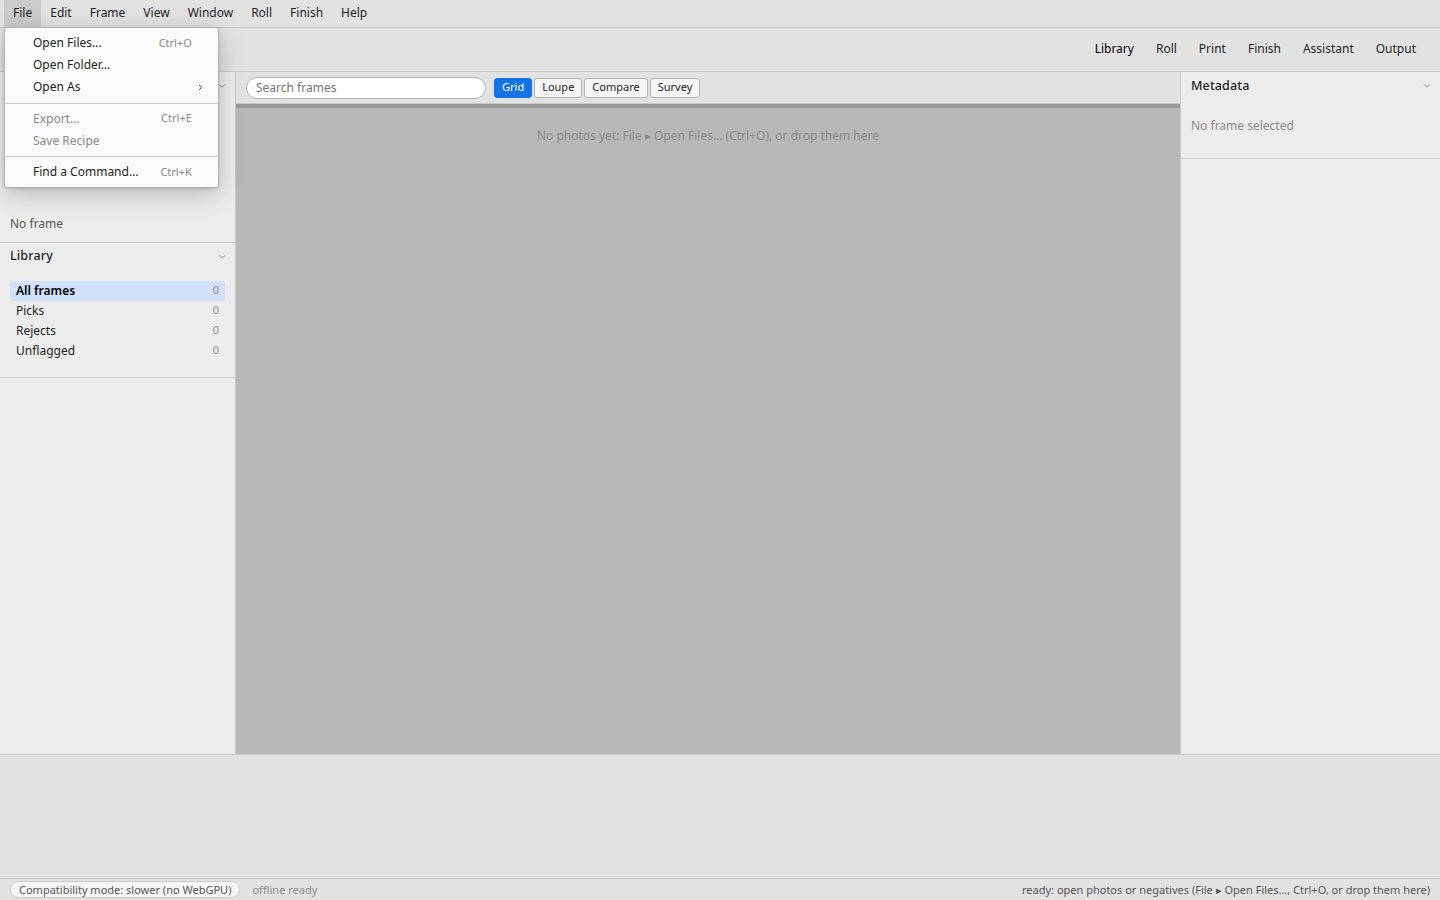 File Edit Frame View Window Roll Finish Help
Open Files... Ctrl+O
Open Folder...
Open As ›
Export... Ctrl+E
Save Recipe
Find a Command... Ctrl+K
Library Roll Print Finish Assistant Output
Search frames Grid Loupe Compare Survey
No photos yet: File ▸ Open Files... (Ctrl+O), or drop them here
Metadata
No frame selected
No frame
Library
All frames 0
Picks 0
Rejects 0
Unflagged 0
Compatibility mode: slower (no WebGPU) offline ready
ready: open photos or negatives (File ▸ Open Files..., Ctrl+O, or drop them here)